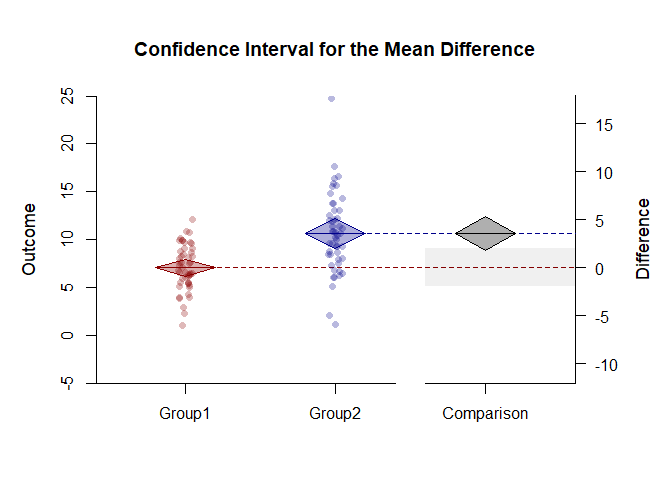 Confidence Interval for the Mean Difference
Outcome
25
20
15
10
5
0
-5
Group1
Group2
Comparison
15
10
5
0
-5
-10
Difference